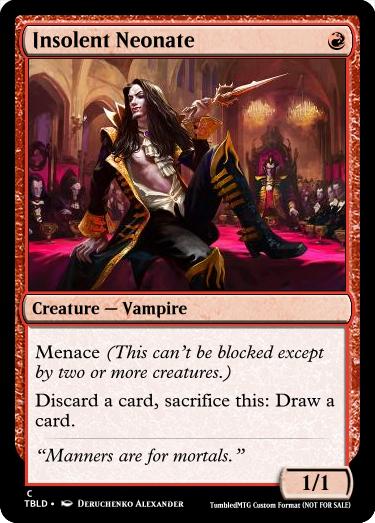 Insolent Neonate
Creature — Vampire
Menace (This can't be blocked except
by two or more creatures.)
Discard a card, sacrifice this: Draw a
card.
“Manners are for mortals.”
1/1
C
TBLD • Deruchenko Alexander
TumbledMTG Custom Format (NOT FOR SALE)